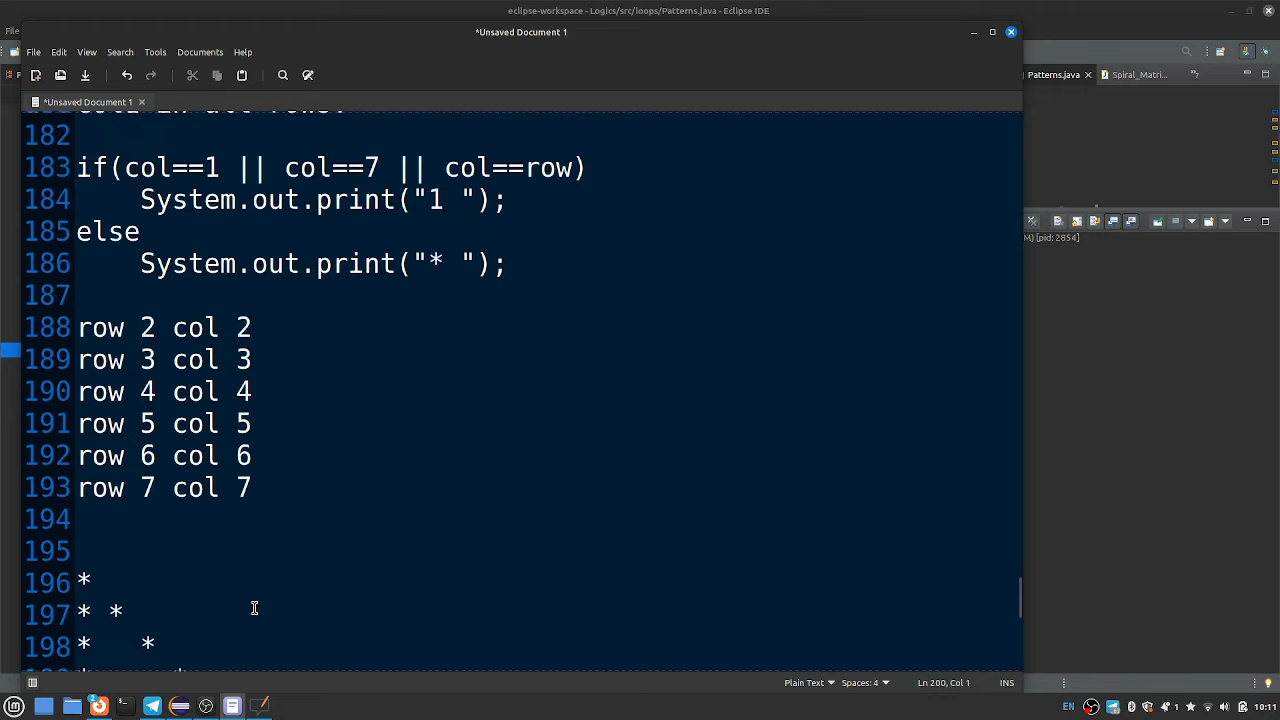 eclipse-workspace - Logics/src/loops/Patterns.java - Eclipse IDE
*Unsaved Document 1
File Edit View Search Tools Documents Help
Patterns.java
Spiral_Matri...
*Unsaved Document 1
182
183 if(col==1 || col==7 || col==row)
184 System.out.print("1 ");
185 else
186 System.out.print("* ");
187
188 row 2 col 2
189 row 3 col 3
190 row 4 col 4
191 row 5 col 5
192 row 6 col 6
193 row 7 col 7
194
195
196 *
197 * *
198 *   *
M) [pid: 2854]
Plain Text Spaces: 4 Ln 200, Col 1 INS
2 EN 1 10:11